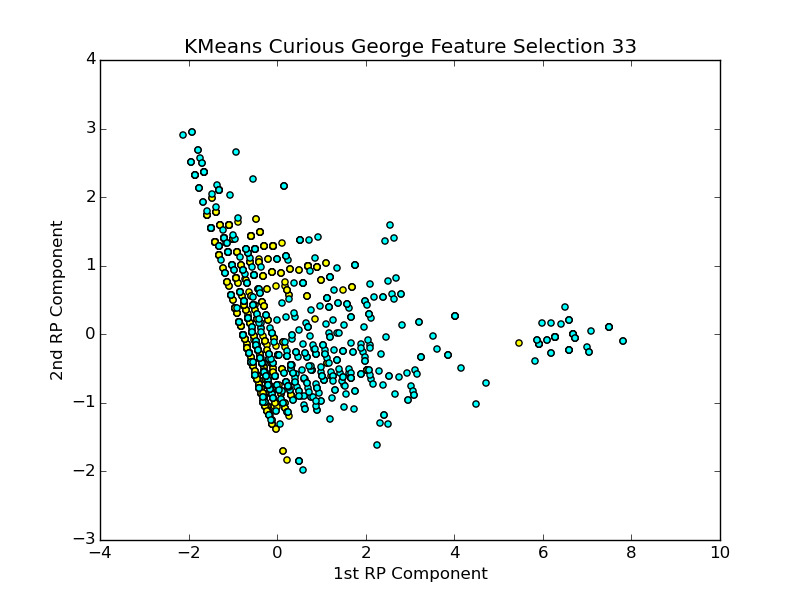 KMeans Curious George Feature Selection 33
4
3
2
1
0
−1
−2
−3
2nd RP Component
−4 −2 0 2 4 6 8 10
1st RP Component